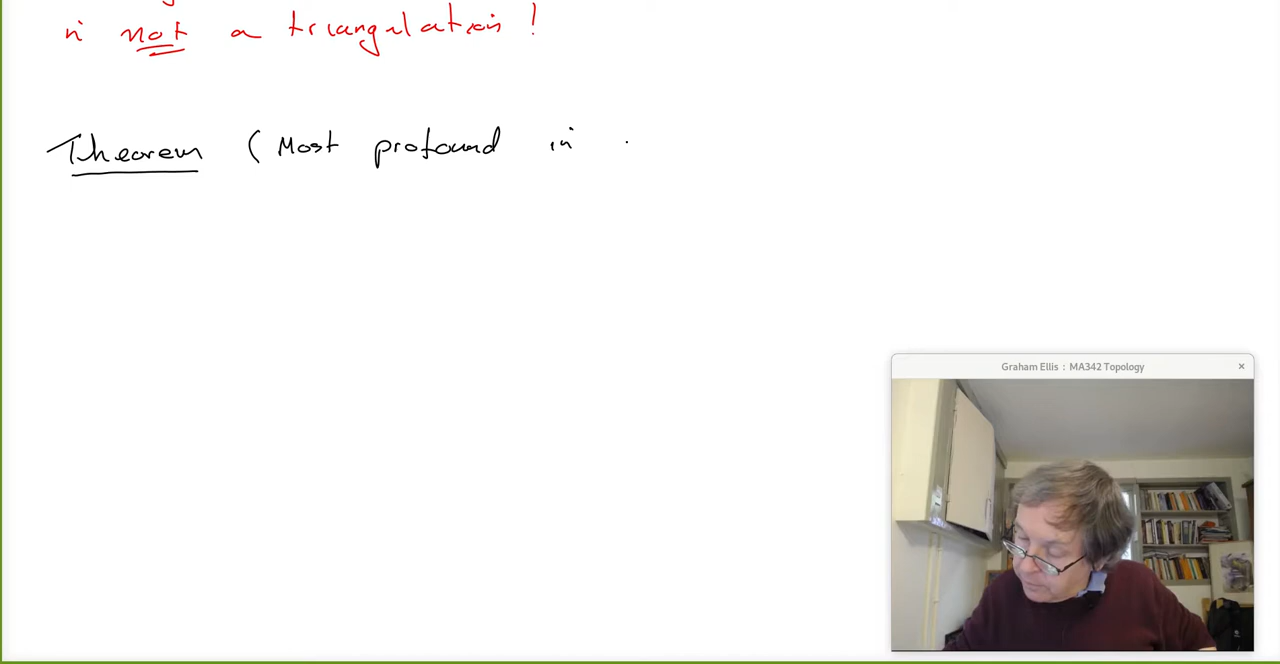 is not a triangulation!
Theorem (Most profound in
Graham Ellis : MA342 Topology